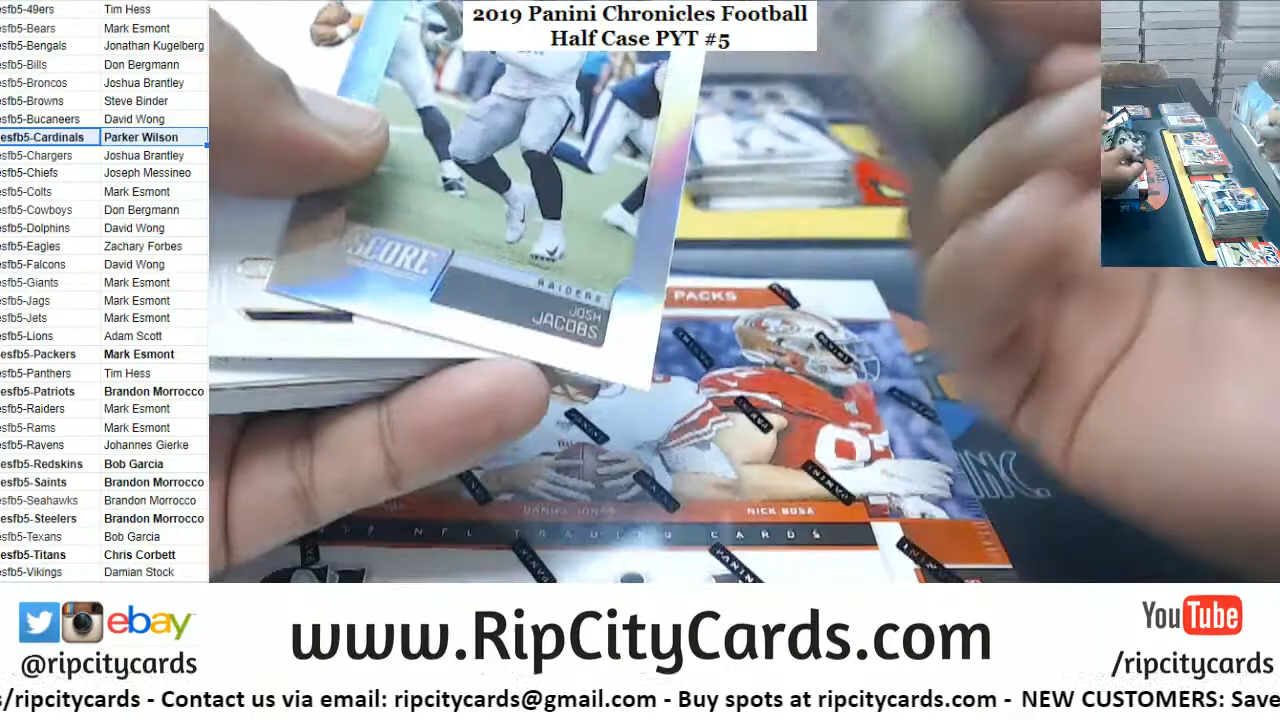 2019 Panini Chronicles Football
Half Case PYT #5
esfb5-49ers Tim Hess
esfb5-Bears Mark Esmont
esfb5-Bengals Jonathan Kugelberg
esfb5-Bills Don Bergmann
esfb5-Broncos Joshua Brantley
esfb5-Browns Steve Binder
esfb5-Bucaneers David Wong
esfb5-Cardinals Parker Wilson
esfb5-Chargers Joshua Brantley
esfb5-Chiefs Joseph Messineo
esfb5-Colts Mark Esmont
esfb5-Cowboys Don Bergmann
esfb5-Dolphins David Wong
esfb5-Eagles Zachary Forbes
esfb5-Falcons David Wong
esfb5-Giants Mark Esmont
esfb5-Jags Mark Esmont
esfb5-Jets Mark Esmont
esfb5-Lions Adam Scott
esfb5-Packers Mark Esmont
esfb5-Panthers Tim Hess
esfb5-Patriots Brandon Morrocco
esfb5-Raiders Mark Esmont
esfb5-Rams Mark Esmont
esfb5-Ravens Johannes Gierke
esfb5-Redskins Bob Garcia
esfb5-Saints Brandon Morrocco
esfb5-Seahawks Brandon Morrocco
esfb5-Steelers Brandon Morrocco
esfb5-Texans Bob Garcia
esfb5-Titans Chris Corbett
esfb5-Vikings Damian Stock
SCORE
RAIDERS
JOSH
JACOBS
PACKS
PANINI
DANIEL JONES
NICK BOSA
NFL TRADING CARDS
INC.
ebay
@ripcitycards
www.RipCityCards.com
YouTube
/ripcitycards
s/ripcitycards - Contact us via email: ripcitycards@gmail.com - Buy spots at ripcitycards.com - NEW CUSTOMERS: Save